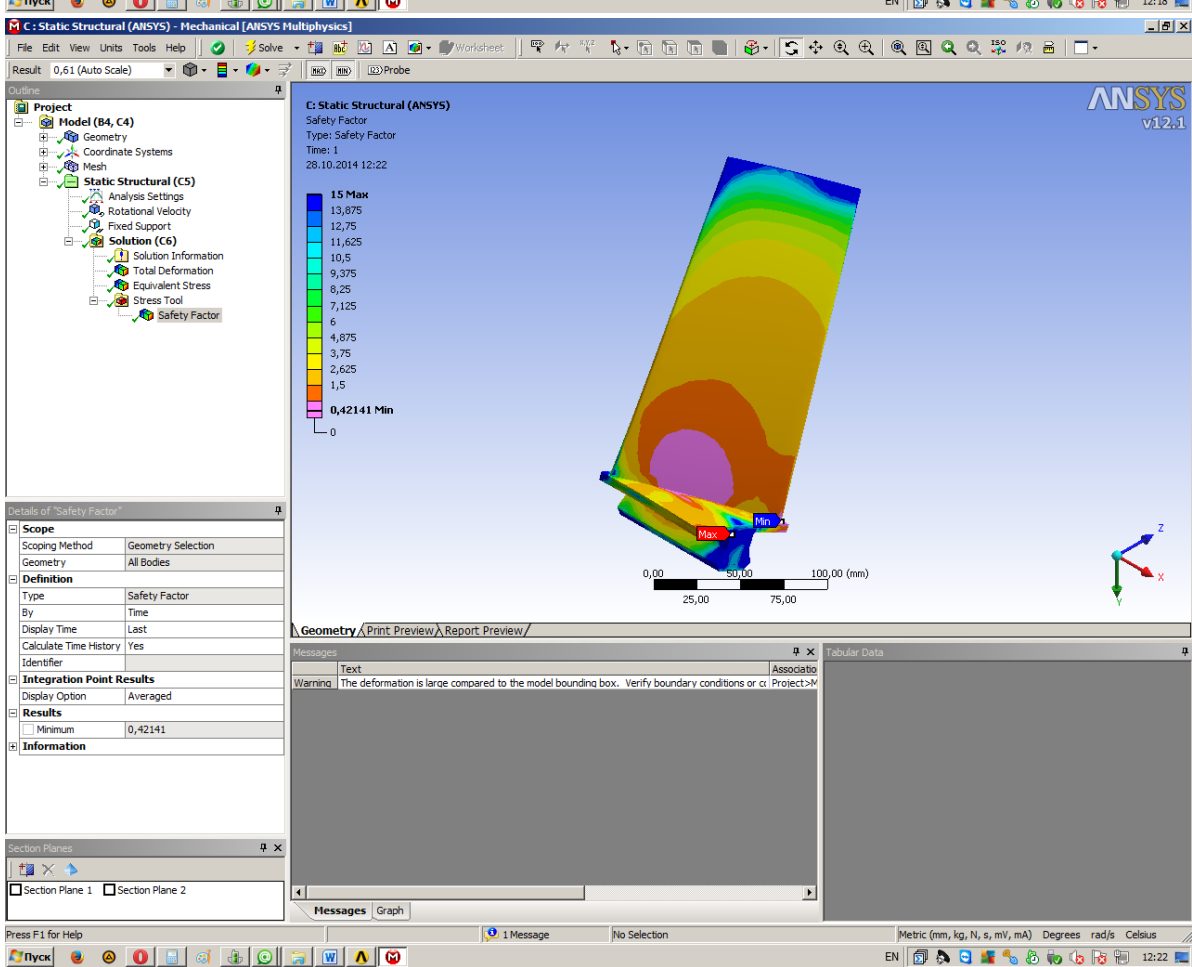 Пуск
EN
12:18
C : Static Structural (ANSYS) - Mechanical [ANSYS Multiphysics]
File Edit View Units Tools Help Solve Worksheet
Result 0,61 (Auto Scale) MAX MIN Probe
Outline
Project
Model (B4, C4)
Geometry
Coordinate Systems
Mesh
Static Structural (C5)
Analysis Settings
Rotational Velocity
Fixed Support
Solution (C6)
Solution Information
Total Deformation
Equivalent Stress
Stress Tool
Safety Factor
C: Static Structural (ANSYS)
Safety Factor
Type: Safety Factor
Time: 1
28.10.2014 12:22
15 Max
13,875
12,75
11,625
10,5
9,375
8,25
7,125
6
4,875
3,75
2,625
1,5
0,42141 Min
0
ANSYS
v12.1
Min
Max
0,00 50,00 100,00 (mm)
25,00 75,00
Z
X
Y
Geometry Print Preview Report Preview
Details of "Safety Factor"
Scope
Scoping Method Geometry Selection
Geometry All Bodies
Definition
Type Safety Factor
By Time
Display Time Last
Calculate Time History Yes
Identifier
Integration Point Results
Display Option Averaged
Results
Minimum 0,42141
Information
Section Planes
Section Plane 1 Section Plane 2
Messages
Text Associatio
Warning The deformation is large compared to the model bounding box. Verify boundary conditions or cc Project>M
Messages Graph
Tabular Data
Press F1 for Help 1 Message No Selection Metric (mm, kg, N, s, mV, mA) Degrees rad/s Celsius
Пуск
EN
12:22